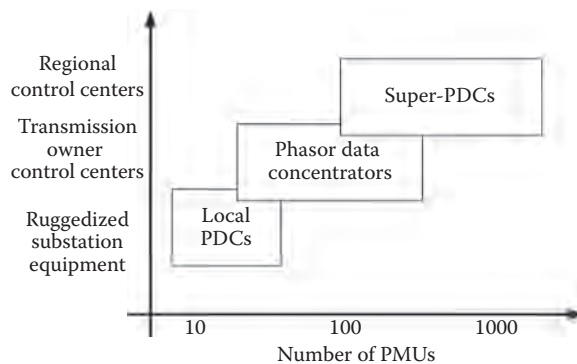 Regional
control centers
Transmission
owner control centers
Ruggedized
substation
equipment
Super-PDCs
Phasor data
concentrators
Local
PDCs
10 100 1000
Number of PMUs